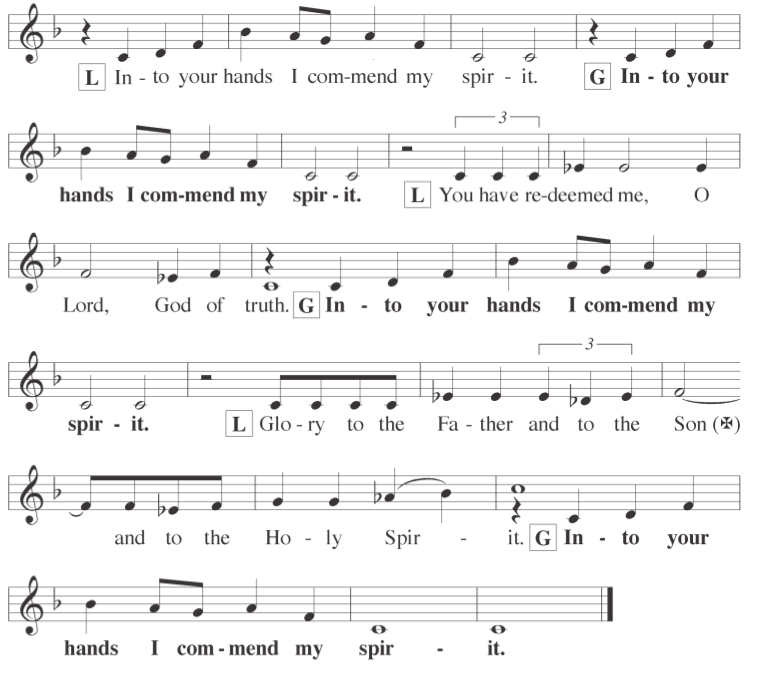 L In - to your hands I com-mend my spir - it. G In - to your
3
hands I com-mend my spir - it. L You have re-deemed me, O
Lord, God of truth. G In - to your hands I com-mend my
3
spir - it. L Glo - ry to the Fa - ther and to the Son (✠)
and to the Ho - ly Spir - it. G In - to your
hands I com - mend my spir - it.